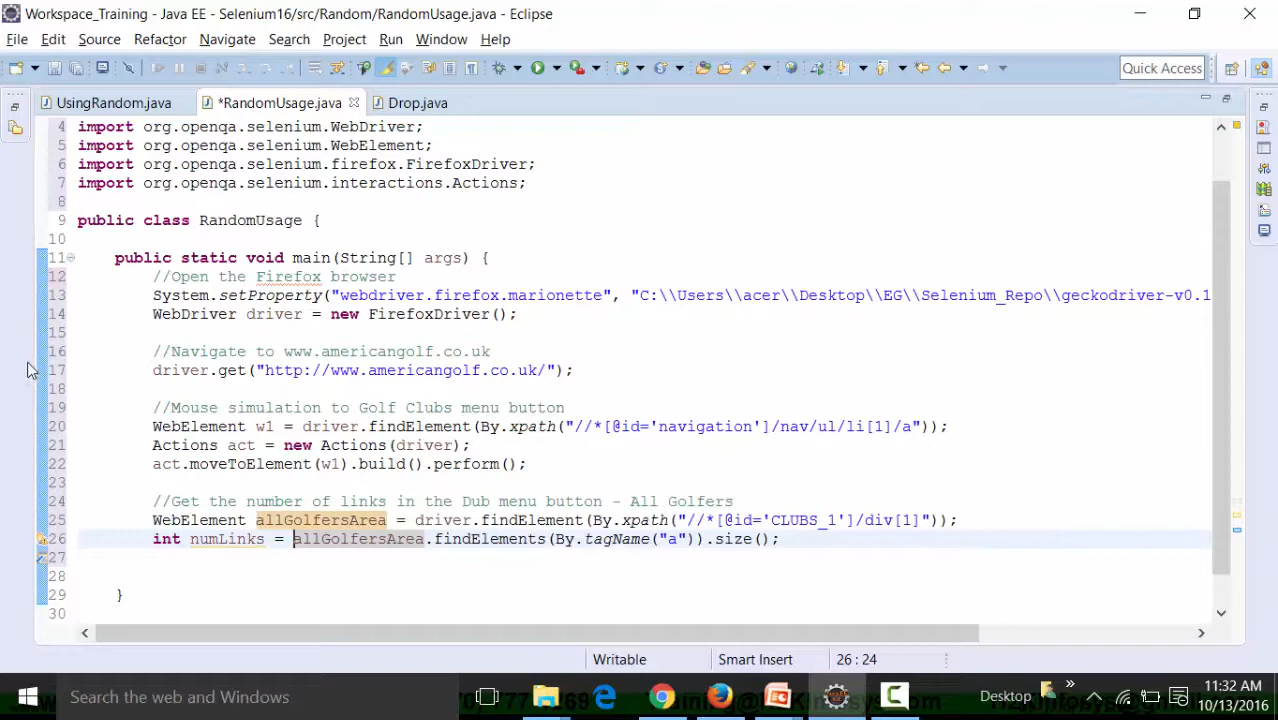 Workspace_Training - Java EE - Selenium16/src/Random/RandomUsage.java - Eclipse
File Edit Source Refactor Navigate Search Project Run Window Help
Quick Access
UsingRandom.java *RandomUsage.java Drop.java
4 import org.openqa.selenium.WebDriver;
5 import org.openqa.selenium.WebElement;
6 import org.openqa.selenium.firefox.FirefoxDriver;
7 import org.openqa.selenium.interactions.Actions;
8
9 public class RandomUsage {
10
11 public static void main(String[] args) {
12 //Open the Firefox browser
13 System.setProperty("webdriver.firefox.marionette", "C:\\Users\\acer\\Desktop\\EG\\Selenium_Repo\\geckodriver-v0.1
14 WebDriver driver = new FirefoxDriver();
15
16 //Navigate to www.americangolf.co.uk
17 driver.get("http://www.americangolf.co.uk/");
18
19 //Mouse simulation to Golf Clubs menu button
20 WebElement w1 = driver.findElement(By.xpath("//*[@id='navigation']/nav/ul/li[1]/a"));
21 Actions act = new Actions(driver);
22 act.moveToElement(w1).build().perform();
23
24 //Get the number of links in the Dub menu button - All Golfers
25 WebElement allGolfersArea = driver.findElement(By.xpath("//*[@id='CLUBS_1']/div[1]"));
26 int numLinks = allGolfersArea.findElements(By.tagName("a")).size();
27
28
29 }
30
Writable Smart Insert 26 : 24
Search the web and Windows
Desktop
11:32 AM
10/13/2016